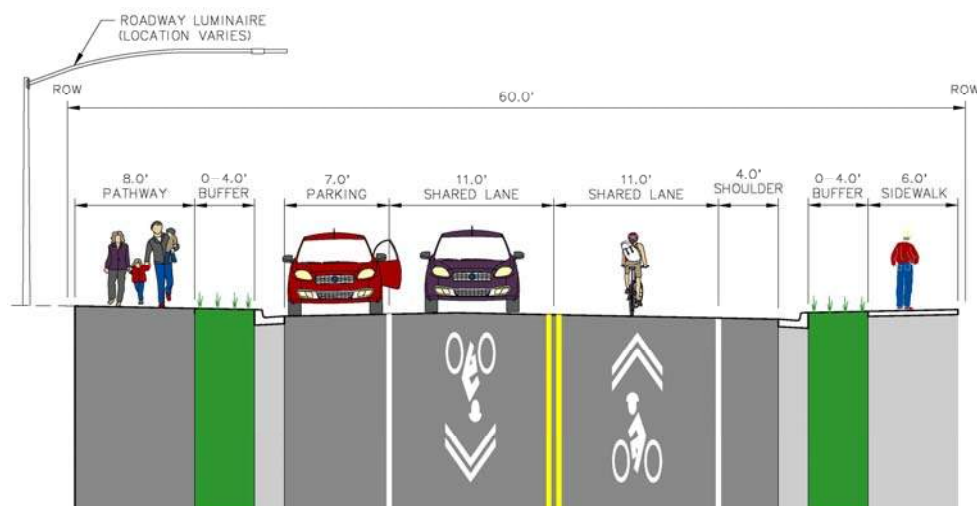 ROADWAY LUMINAIRE
(LOCATION VARIES)
ROW
60.0'
ROW
8.0'
PATHWAY
0-4.0'
BUFFER
7.0'
PARKING
11.0'
SHARED LANE
11.0'
SHARED LANE
4.0'
SHOULDER
0-4.0'
BUFFER
6.0'
SIDEWALK